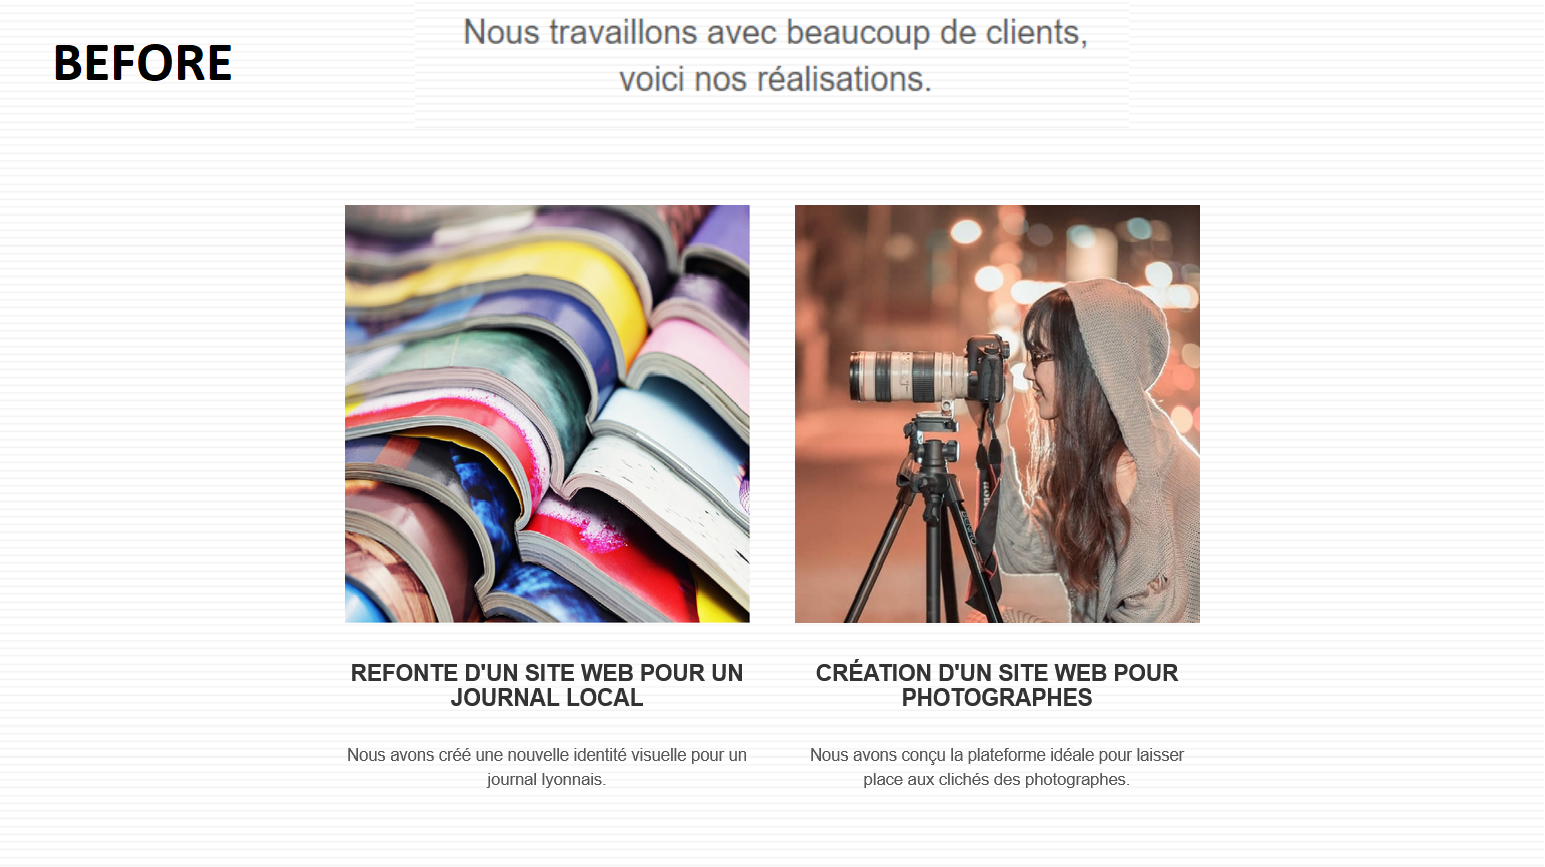 BEFORE
Nous travaillons avec beaucoup de clients,
voici nos réalisations.
REFONTE D'UN SITE WEB POUR UN
JOURNAL LOCAL
Nous avons créé une nouvelle identité visuelle pour un
journal lyonnais.
CRÉATION D'UN SITE WEB POUR
PHOTOGRAPHES
Nous avons conçu la plateforme idéale pour laisser
place aux clichés des photographes.